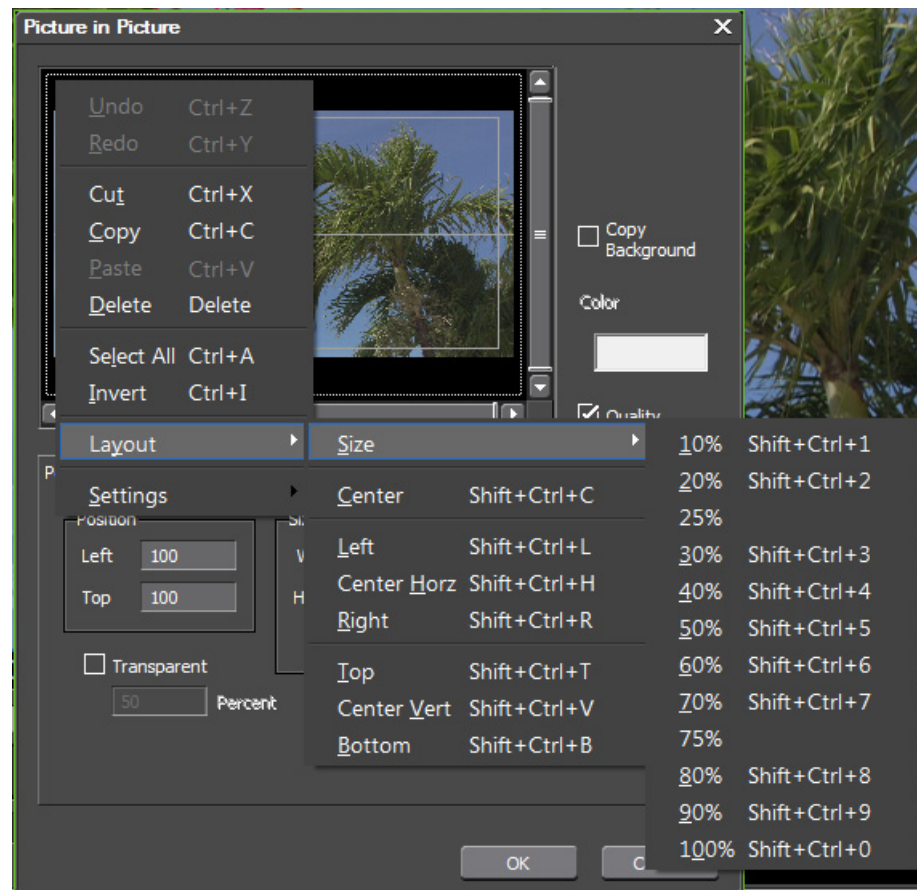 Picture in Picture
Undo Ctrl+Z
Redo Ctrl+Y
Cut Ctrl+X
Copy Ctrl+C
Paste Ctrl+V
Delete Delete
Select All Ctrl+A
Invert Ctrl+I
Layout
Settings
Copy
Background
Color
Quality
Size
Center Shift+Ctrl+C
Left Shift+Ctrl+L
Center Horz Shift+Ctrl+H
Right Shift+Ctrl+R
Top Shift+Ctrl+T
Center Vert Shift+Ctrl+V
Bottom Shift+Ctrl+B
10% Shift+Ctrl+1
20% Shift+Ctrl+2
25%
30% Shift+Ctrl+3
40% Shift+Ctrl+4
50% Shift+Ctrl+5
60% Shift+Ctrl+6
70% Shift+Ctrl+7
75%
80% Shift+Ctrl+8
90% Shift+Ctrl+9
100% Shift+Ctrl+0
Position
Left 100
Top 100
Transparent
50 Percent
OK